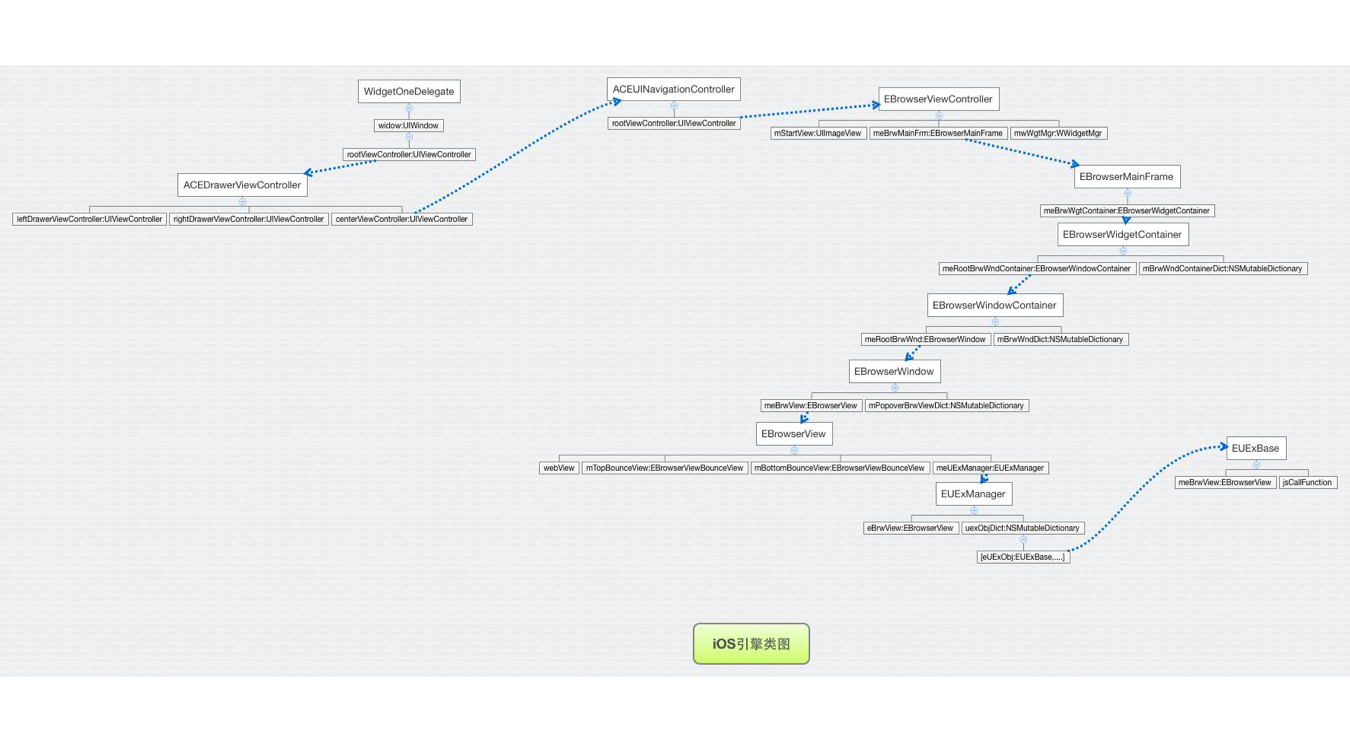 WidgetOneDelegate
widow:UIWindow
rootViewController:UIViewController
ACEDrawerViewController
leftDrawerViewController:UIViewController
rightDrawerViewController:UIViewController
centerViewController:UIViewController
ACEUINavigationController
rootViewController:UIViewController
EBrowserViewController
mStartView:UIImageView
meBrwMainFrm:EBrowserMainFrame
mwWgtMgr:WWidgetMgr
EBrowserMainFrame
meBrwWgtContainer:EBrowserWidgetContainer
EBrowserWidgetContainer
meRootBrwWndContainer:EBrowserWindowContainer
mBrwWndContainerDict:NSMutableDictionary
EBrowserWindowContainer
meRootBrwWnd:EBrowserWindow
mBrwWndDict:NSMutableDictionary
EBrowserWindow
meBrwView:EBrowserView
mPopoverBrwViewDict:NSMutableDictionary
EBrowserView
webView
mTopBounceView:EBrowserViewBounceView
mBottomBounceView:EBrowserViewBounceView
meUExManager:EUExManager
EUExManager
eBrwView:EBrowserView
uexObjDict:NSMutableDictionary
[eUExObj:EUExBase,....]
EUExBase
meBrwView:EBrowserView
jsCallFunction
iOS引擎类图